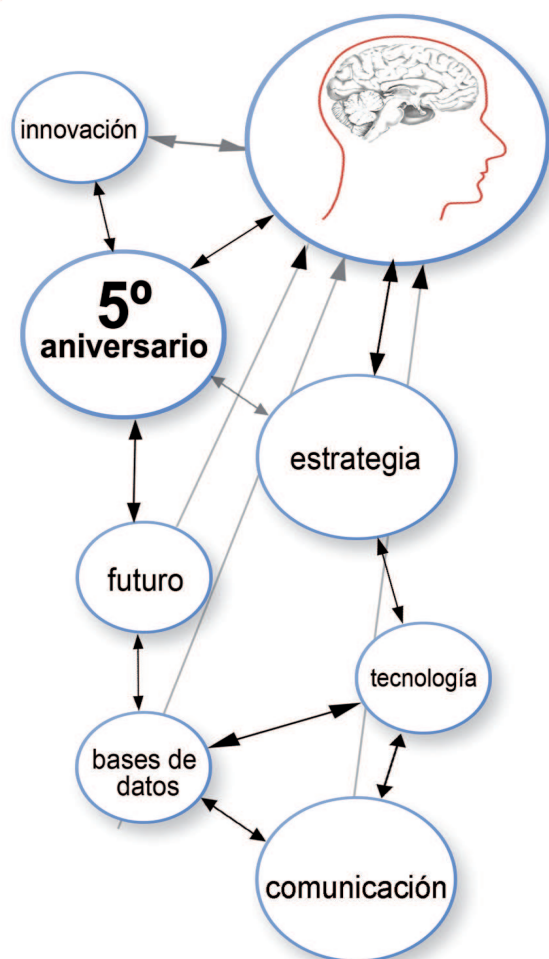 innovación
5º
aniversario
estrategia
futuro
tecnología
bases de
datos
comunicación